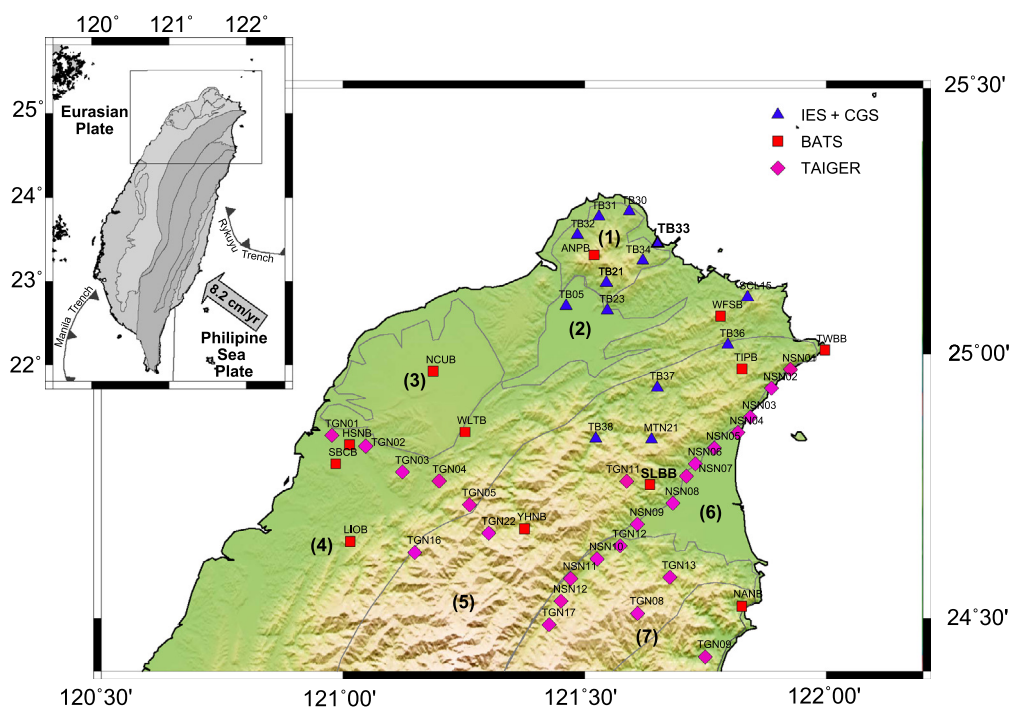 120° 121° 122°
25°
24°
23°
22°
Eurasian
Plate
Rykuyu
Trench
Manila Trench
8.2 cm/yr
Philipine
Sea
Plate
IES + CGS
BATS
TAIGER
25°30'
25°00'
24°30'
TB31
TB30
TB32
(1)
TB33
ANPB
TB34
TB21
TB05
TB23
SCL15
(2)
WFSB
TB36
TWBB
NCUB
TIPB
NSN01
(3)
TB37
NSN02
NSN03
WLTB
TGN01
TB38
MTN21
NSN04
HSNB
TGN02
NSN05
SBCB
TGN03
NSN06
TGN04
TGN11
SLBB
NSN07
TGN05
NSN08
(6)
LIOB
TGN22
YHNB
NSN09
(4)
TGN16
TGN12
NSN10
NSN11
TGN13
NSN12
(5)
TGN08
NANB
TGN17
(7)
TGN09
120°30' 121°00' 121°30' 122°00'